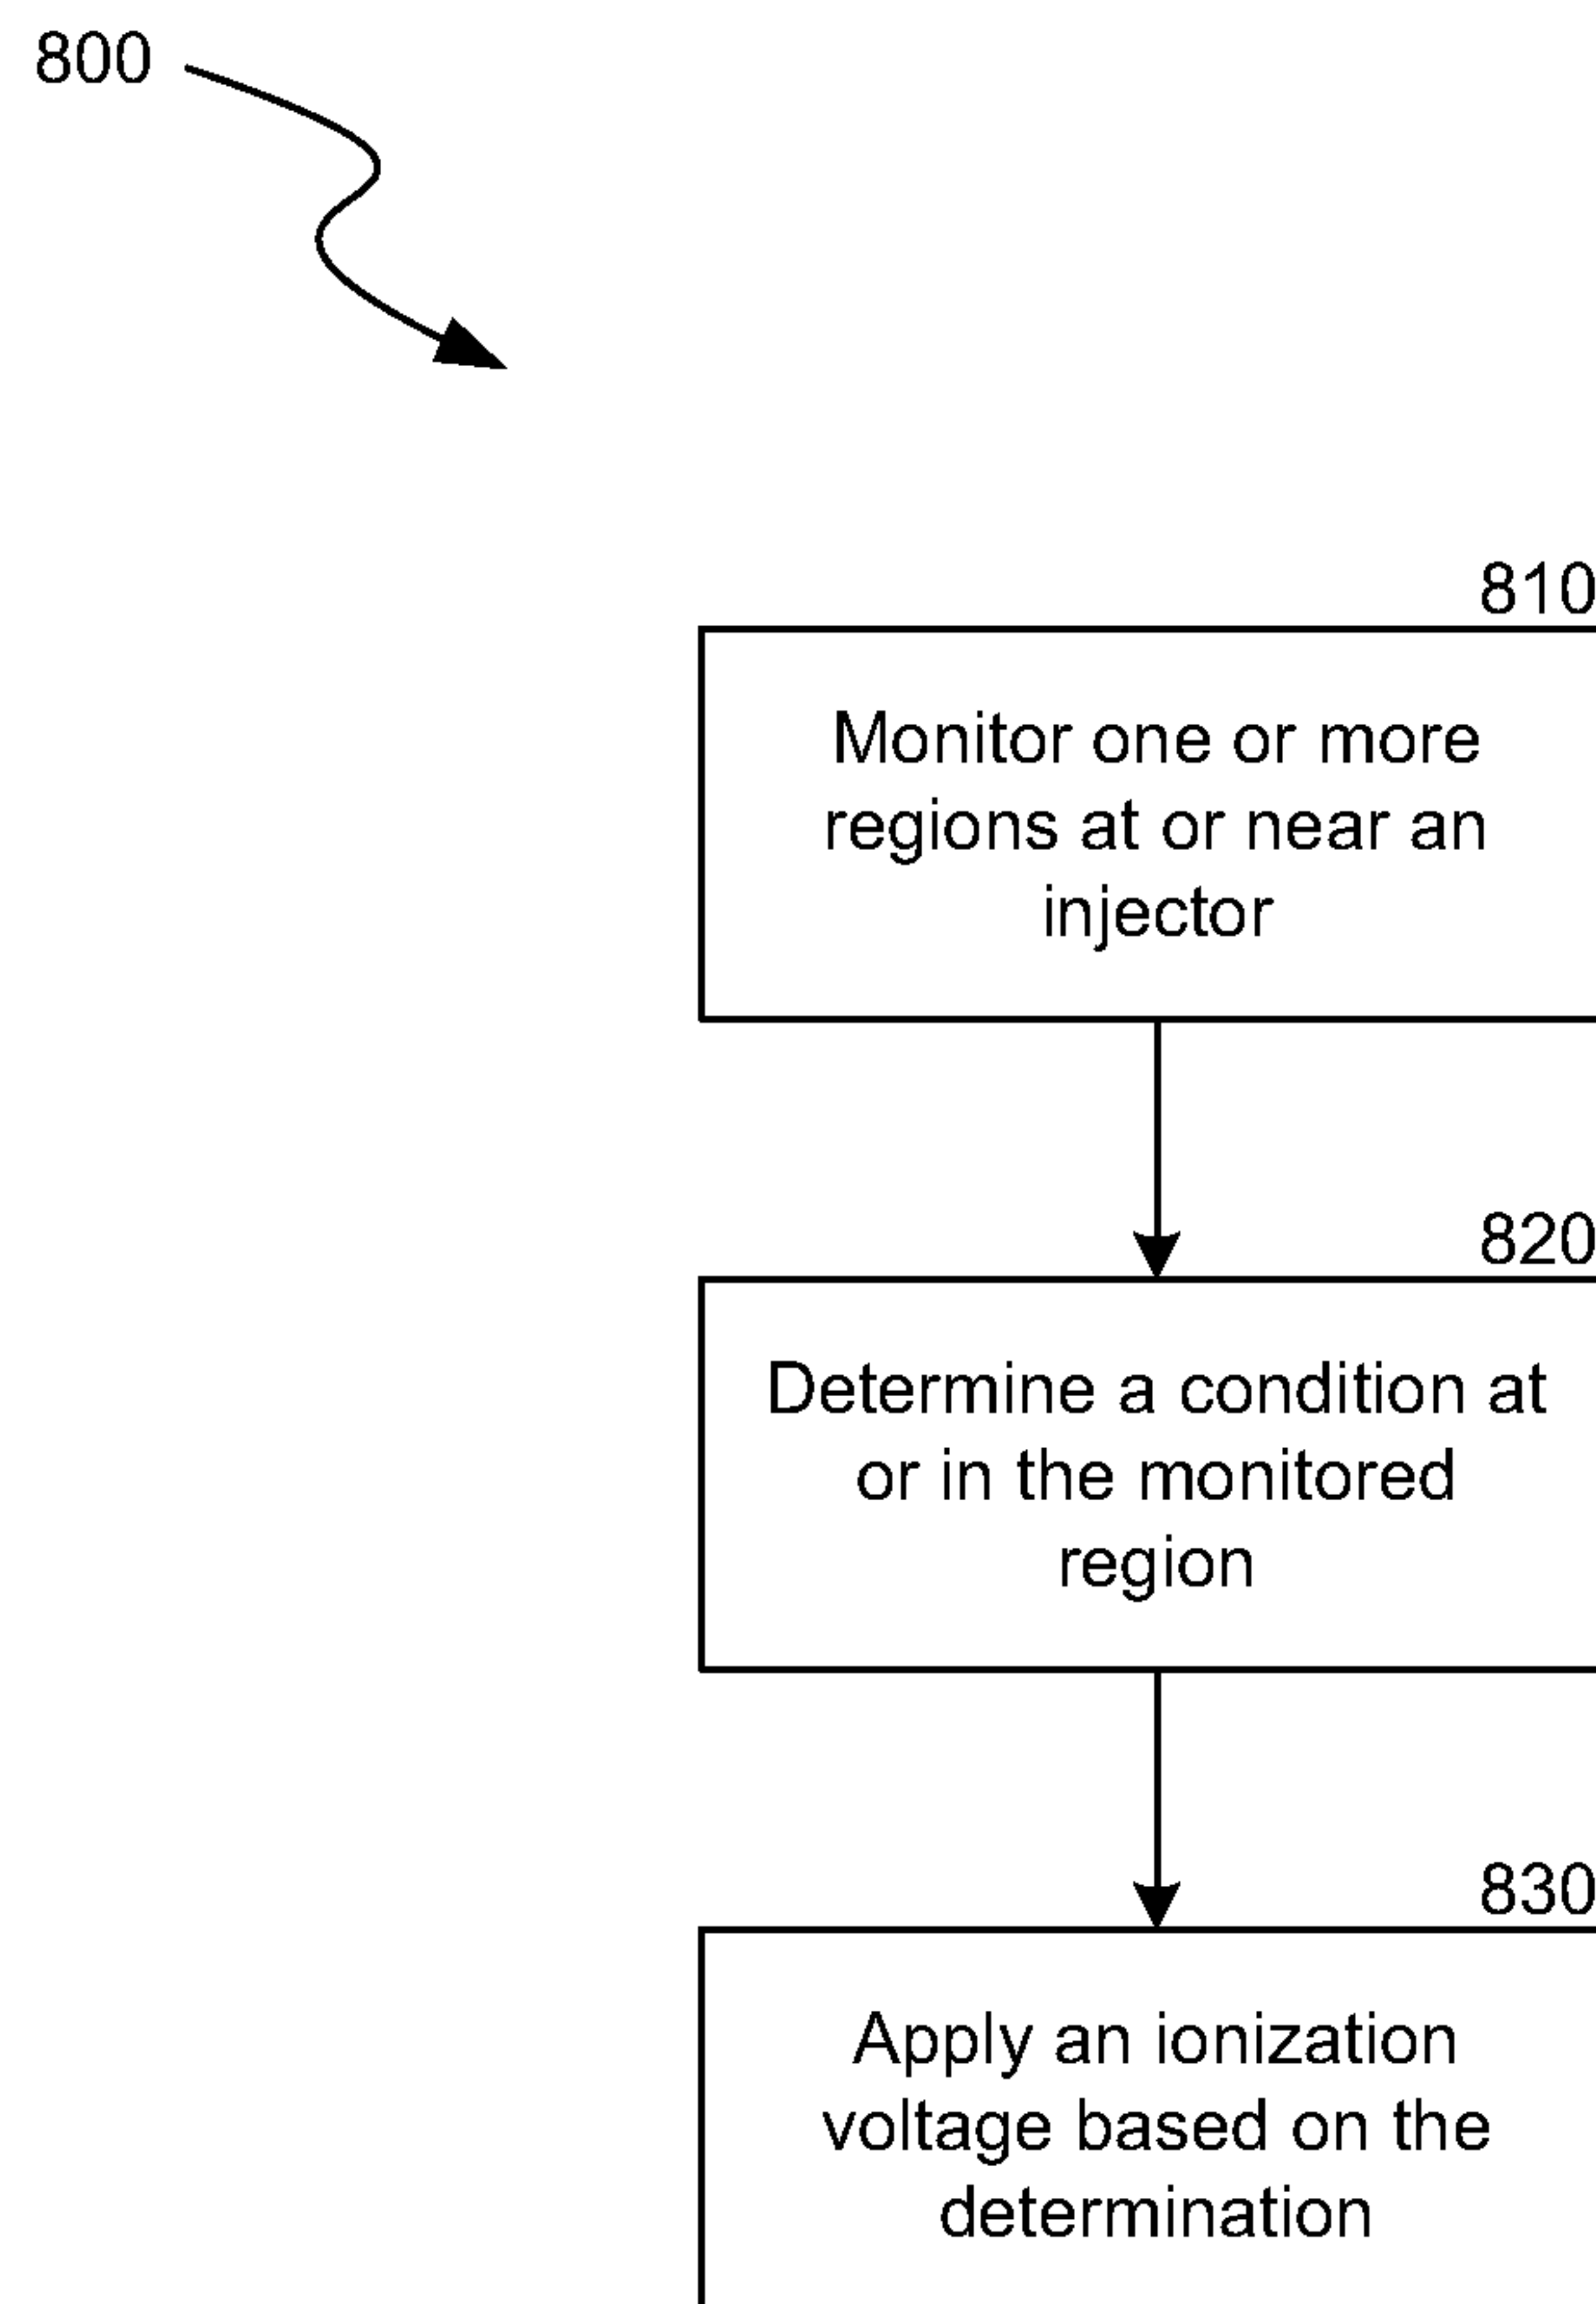 800
810
Monitor one or more
regions at or near an
injector
820
Determine a condition at
or in the monitored
region
830
Apply an ionization
voltage based on the
determination